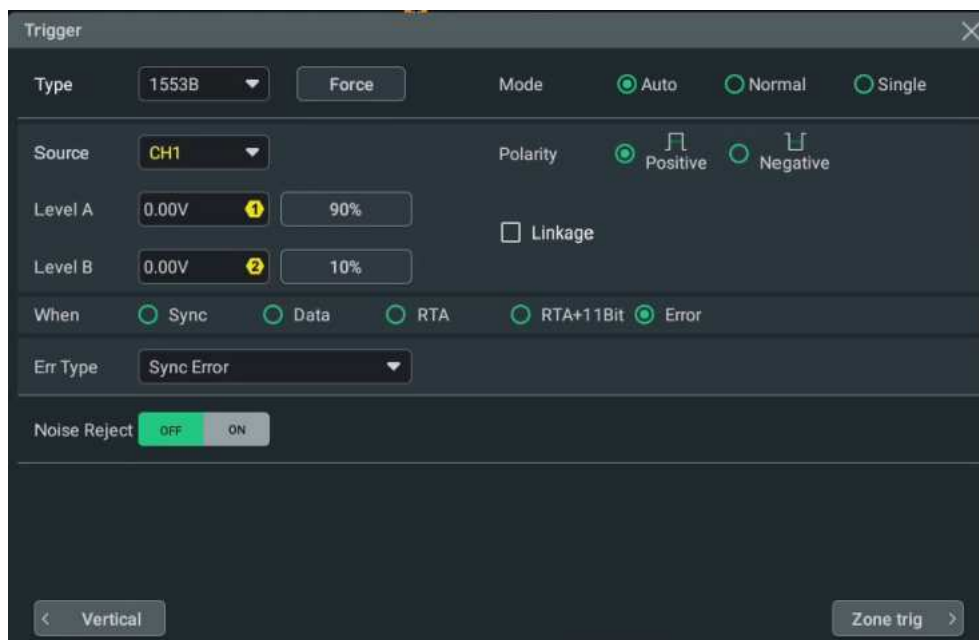 Trigger
Type 1553B Force Mode Auto Normal Single
Source CH1 Polarity Positive Negative
Level A 0.00V 1 90%
Linkage
Level B 0.00V 2 10%
When Sync Data RTA RTA+11Bit Error
Err Type Sync Error
Noise Reject OFF ON
< Vertical Zone trig >